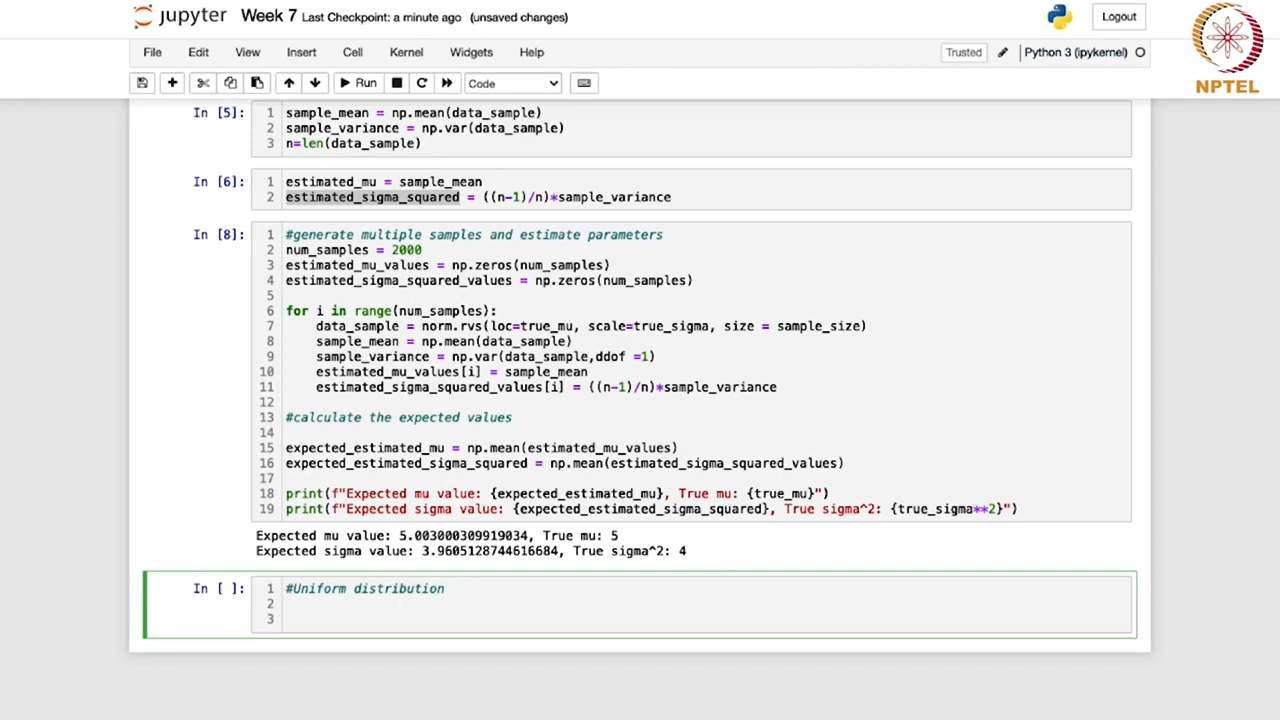 jupyter Week 7 Last Checkpoint: a minute ago (unsaved changes)
Logout
File Edit View Insert Cell Kernel Widgets Help
Trusted Python 3 (ipykernel)
Run Code
NPTEL
In [5]:
1 sample_mean = np.mean(data_sample)
2 sample_variance = np.var(data_sample)
3 n=len(data_sample)
In [6]:
1 estimated_mu = sample_mean
2 estimated_sigma_squared = ((n-1)/n)*sample_variance
In [8]:
1 #generate multiple samples and estimate parameters
2 num_samples = 2000
3 estimated_mu_values = np.zeros(num_samples)
4 estimated_sigma_squared_values = np.zeros(num_samples)
5
6 for i in range(num_samples):
7     data_sample = norm.rvs(loc=true_mu, scale=true_sigma, size = sample_size)
8     sample_mean = np.mean(data_sample)
9     sample_variance = np.var(data_sample,ddof =1)
10     estimated_mu_values[i] = sample_mean
11     estimated_sigma_squared_values[i] = ((n-1)/n)*sample_variance
12
13 #calculate the expected values
14
15 expected_estimated_mu = np.mean(estimated_mu_values)
16 expected_estimated_sigma_squared = np.mean(estimated_sigma_squared_values)
17
18 print(f"Expected mu value: {expected_estimated_mu}, True mu: {true_mu}")
19 print(f"Expected sigma value: {expected_estimated_sigma_squared}, True sigma^2: {true_sigma**2}")
Expected mu value: 5.003000309919034, True mu: 5
Expected sigma value: 3.9605128744616684, True sigma^2: 4
In [ ]:
1 #Uniform distribution
2
3